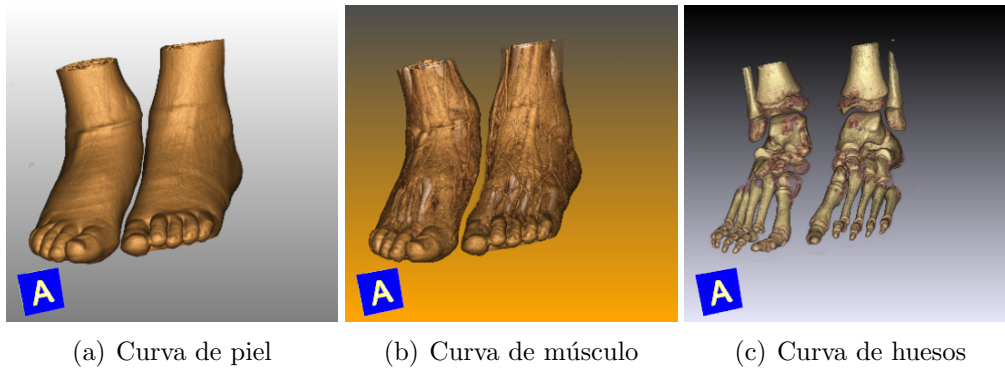 A
A
A
(a) Curva de piel
(b) Curva de músculo
(c) Curva de huesos